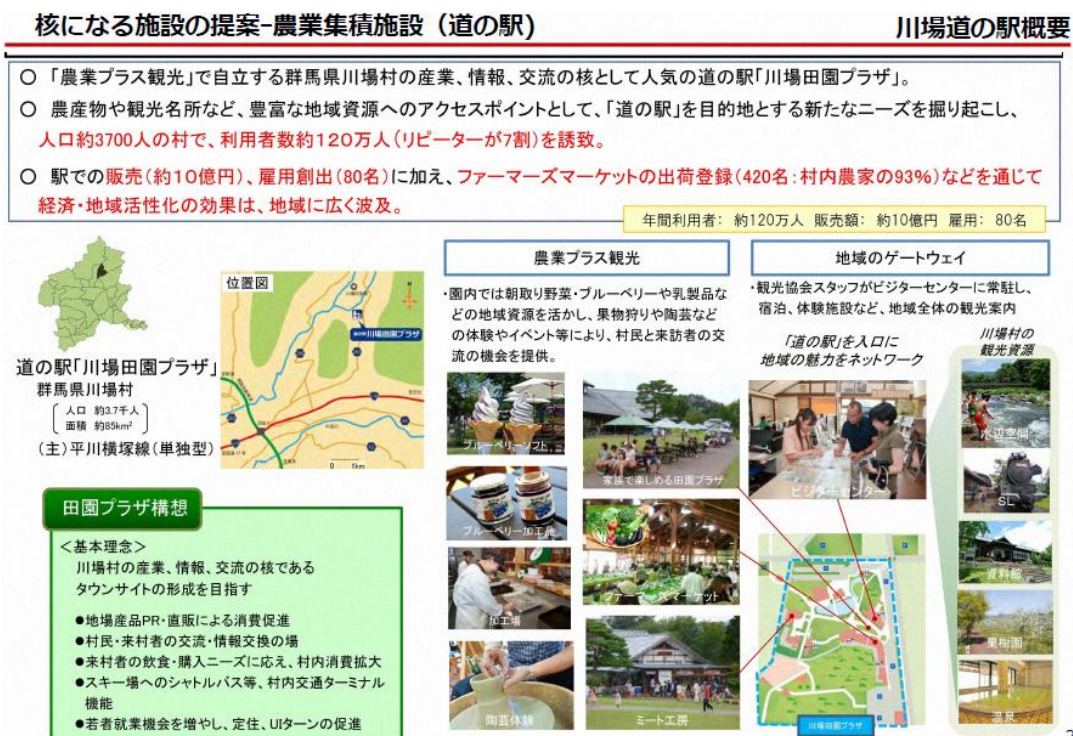 核になる施設の提案-農業集積施設（道の駅)
川場道の駅概要
○ 「農業プラス観光」で自立する群馬県川場村の産業、情報、交流の核として人気の道の駅「川場田園プラザ」。
○ 農産物や観光名所など、豊富な地域資源へのアクセスポイントとして、「道の駅」を目的地とする新たなニーズを掘り起こし、
人口約3700人の村で、利用者数約１２０万人（リピーターが7割）を誘致。
○ 駅での販売（約１０億円）、雇用創出（80名）に加え、ファーマーズマーケットの出荷登録（420名：村内農家の93%）などを通じて
経済・地域活性化の効果は、地域に広く波及。
年間利用者： 約120万人 販売額： 約10億円 雇用： 80名
位置図
川場田園プラザ
0 1km
道の駅「川場田園プラザ」
群馬県川場村
人口 約3.7千人
面積 約85km²
（主）平川横塚線（単独型）
田園プラザ構想
＜基本理念＞
川場村の産業、情報、交流の核である
タウンサイトの形成を目指す
●地場産品PR・直販による消費促進
●村民・来村者の交流・情報交換の場
●来村者の飲食・購入ニーズに応え、村内消費拡大
●スキー場へのシャトルバス等、村内交通ターミナル
機能
●若者就業機会を増やし、定住、UIターンの促進
農業プラス観光
・園内では朝取り野菜・ブルーベリーや乳製品な
どの地域資源を活かし、果物狩りや陶芸など
の体験やイベント等により、村民と来訪者の交
流の機会を提供。
ブルーベリーソフト
家族で楽しめる田園プラザ
ブルーベリー加工品
ファーマーズマーケット
加工場
陶芸体験
ミート工房
地域のゲートウェイ
・観光協会スタッフがビジターセンターに常駐し、
宿泊、体験施設など、地域全体の観光案内
「道の駅」を入口に
地域の魅力をネットワーク
ビジターセンター
川場田園プラザ
川場村の
観光資源
水辺空間
SL
資料館
果樹園
温泉